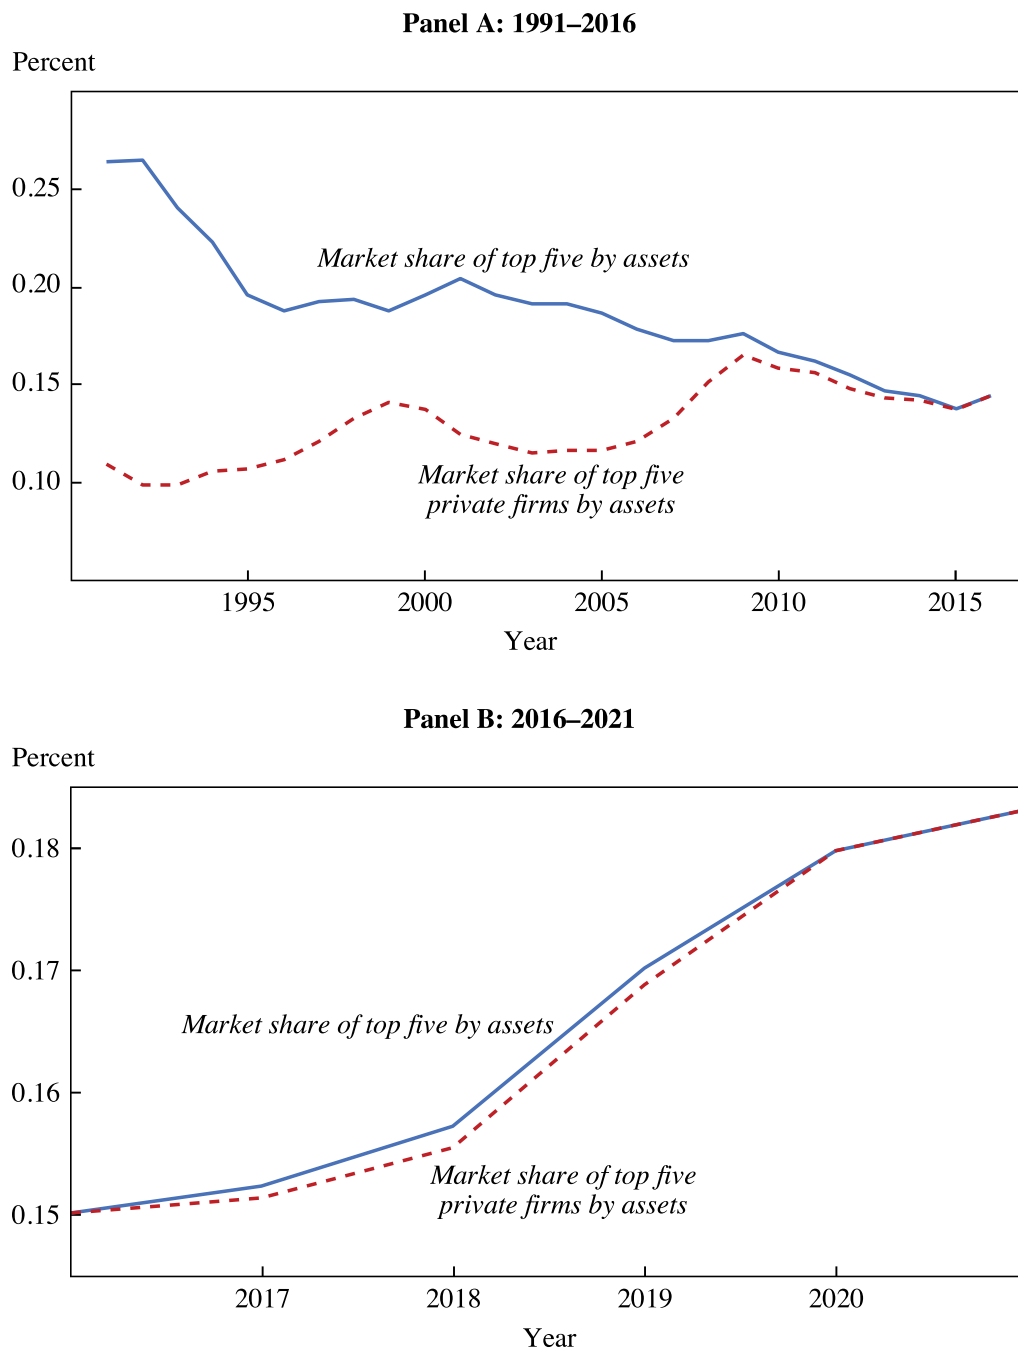 Panel A: 1991–2016
Percent
0.25
Market share of top five by assets
0.20
0.15
Market share of top five
private firms by assets
0.10
1995 2000 2005 2010 2015
Year
Panel B: 2016–2021
Percent
0.18
0.17
Market share of top five by assets
0.16
Market share of top five
private firms by assets
0.15
2017 2018 2019 2020
Year